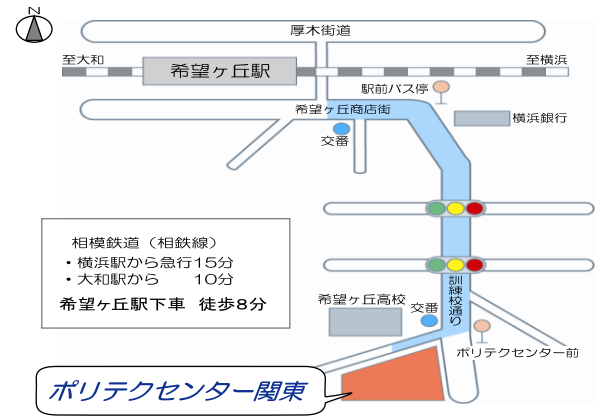 N
厚木街道
至大和
至横浜
希望ヶ丘駅
駅前バス停
希望ヶ丘商店街
横浜銀行
交番
相模鉄道（相鉄線）
・横浜駅から急行15分
・大和駅から　　10分
希望ヶ丘駅下車　徒歩8分
訓練校通り
希望ヶ丘高校
交番
ポリテクセンター前
ポリテクセンター関東